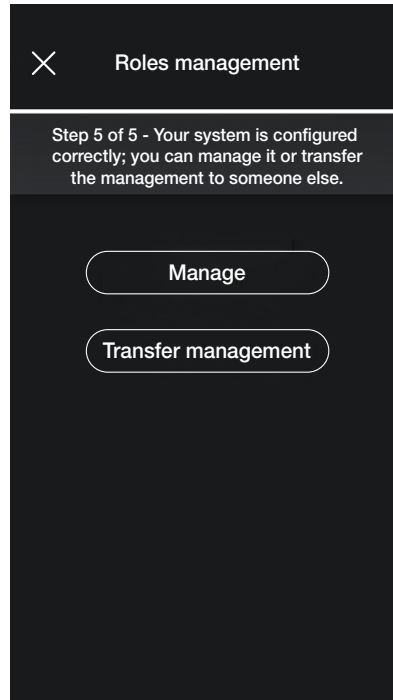 Roles management
Step 5 of 5 - Your system is configured
correctly; you can manage it or transfer
the management to someone else.
Manage
Transfer management